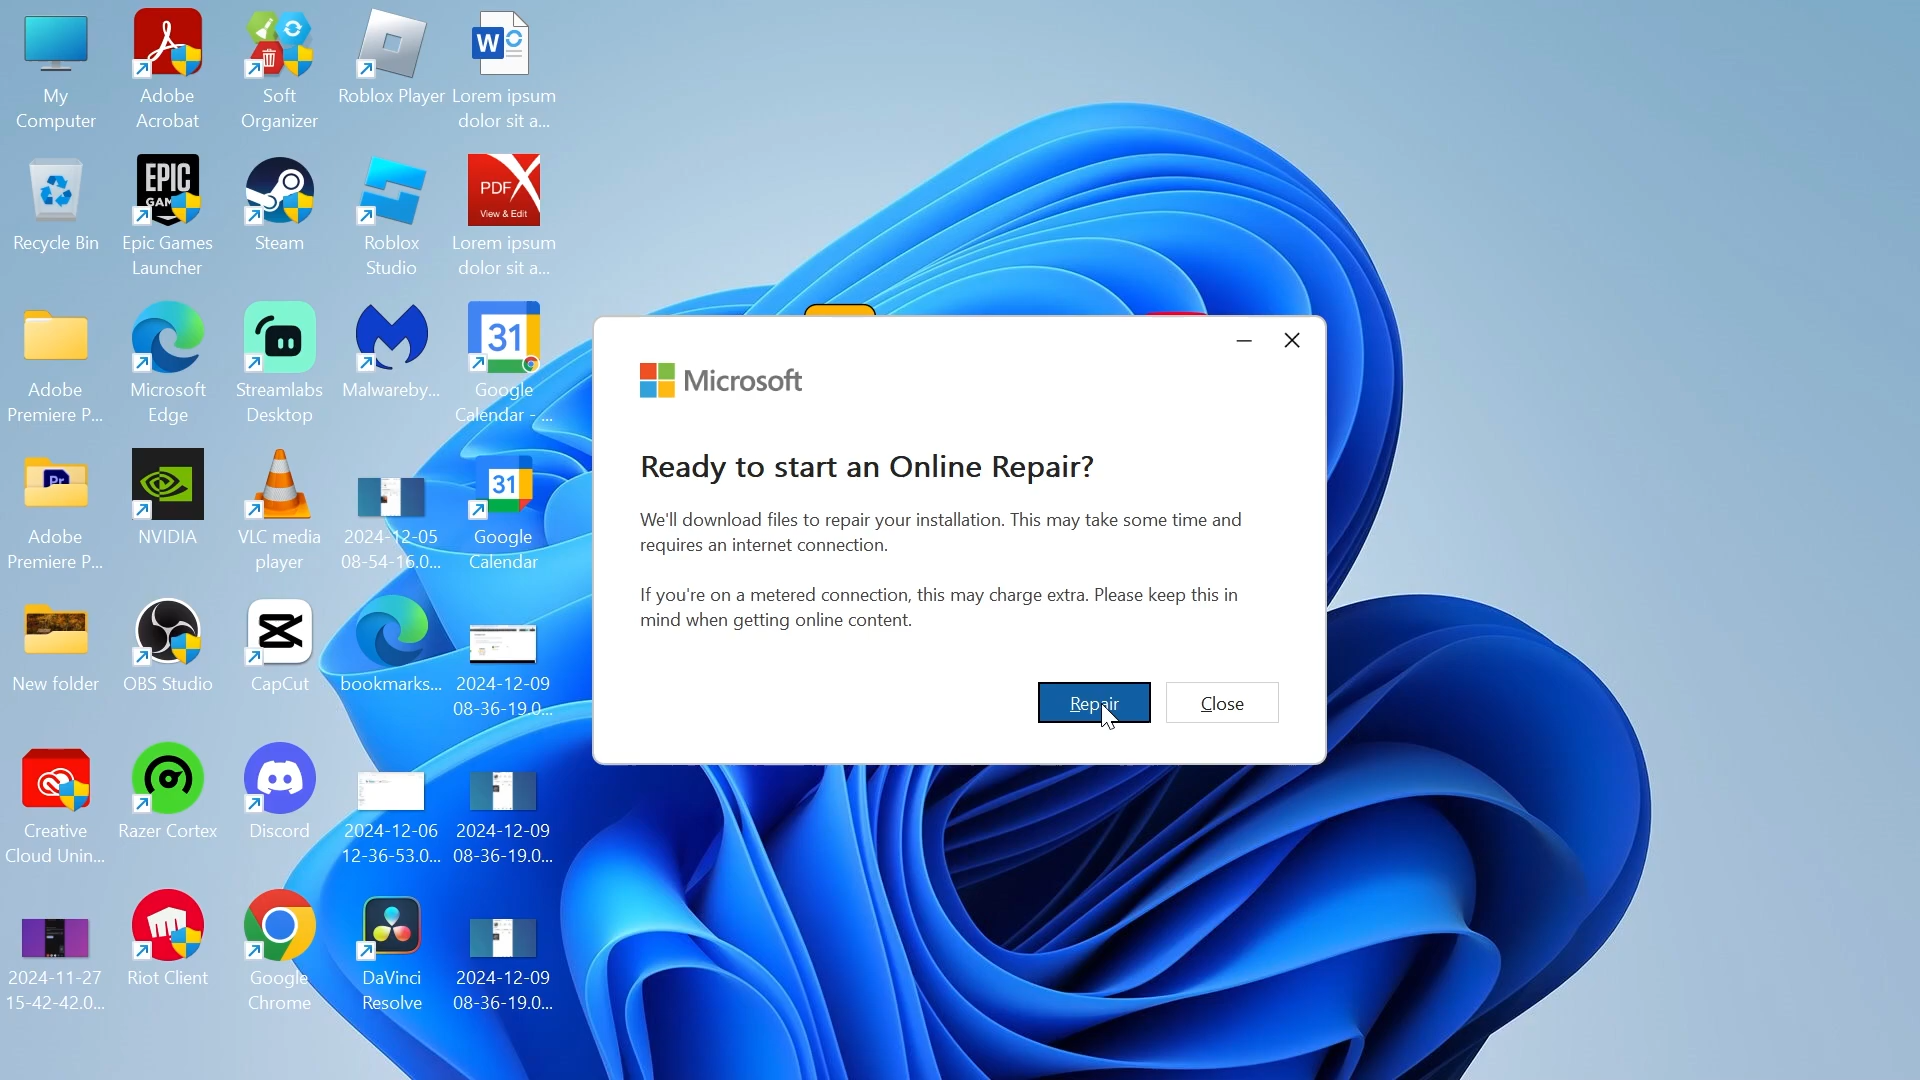 My
Computer
Adobe
Acrobat
Soft
Organizer
Roblox Player
W
Lorem ipsum
dolor sit a...
Recycle Bin
EPIC
Epic Games
Launcher
Steam
Roblox
Studio
PDF
View & Edit
Lorem ipsum
dolor sit a...
Adobe
Premiere P...
Microsoft
Edge
Streamlabs
Desktop
Malwareby...
31
Google
Calendar - ...
Pr
Adobe
Premiere P...
NVIDIA
VLC media
player
2024-12-05
08-54-16.0...
31
Google
Calendar
New folder
OBS Studio
CapCut
bookmarks...
2024-12-09
08-36-19.0...
Creative
Cloud Unin...
Razer Cortex
Discord
2024-12-06
12-36-53.0...
2024-12-09
08-36-19.0...
2024-11-27
15-42-42.0...
Riot Client
Google
Chrome
DaVinci
Resolve
2024-12-09
08-36-19.0...
Microsoft
Ready to start an Online Repair?
We'll download files to repair your installation. This may take some time and
requires an internet connection.
If you're on a metered connection, this may charge extra. Please keep this in
mind when getting online content.
Repair
Close